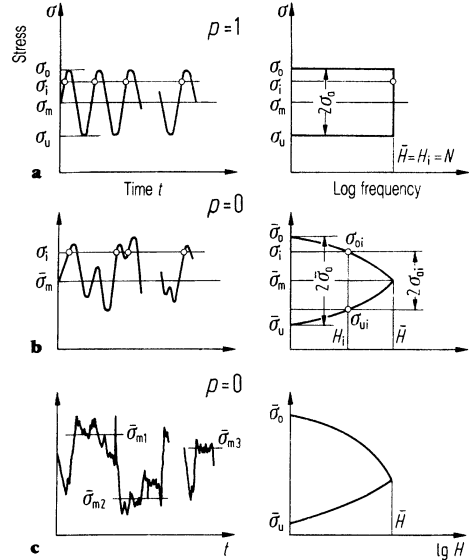 σ
p = 1
Stress
σₒ
σᵢ
σₘ
σᵤ
a
Time t
σ
σₒ
σᵢ
σₘ
σᵤ
2σₐ
H̄ = Hᵢ = N
Log frequency
p = 0
σᵢ
σ̄ₘ
b
σ̄ₒ
σᵢ
σ̄ₘ
σ̄ᵤ
2σ̄ₐ
σₒᵢ
2σₐᵢ
σᵤᵢ
Hᵢ
H̄
p = 0
σ̄ₘ₁
σ̄ₘ₂
σ̄ₘ₃
c
t
σ̄ₒ
σ̄ᵤ
H̄
lg H